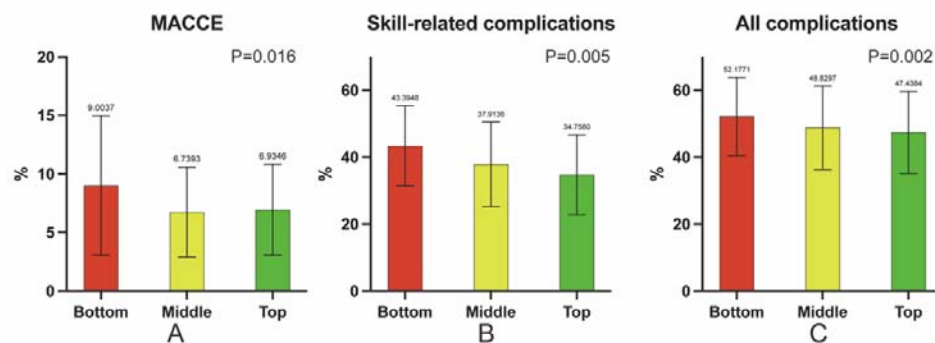 MACCE
P=0.016
20
15
10
5
0
%
9.0037
6.7393
6.9346
Bottom Middle Top
A
Skill-related complications
P=0.005
60
40
20
0
%
43.3948
37.9136
34.7580
Bottom Middle Top
B
All complications
P=0.002
60
40
20
0
%
52.1771
48.8297
47.4384
Bottom Middle Top
C